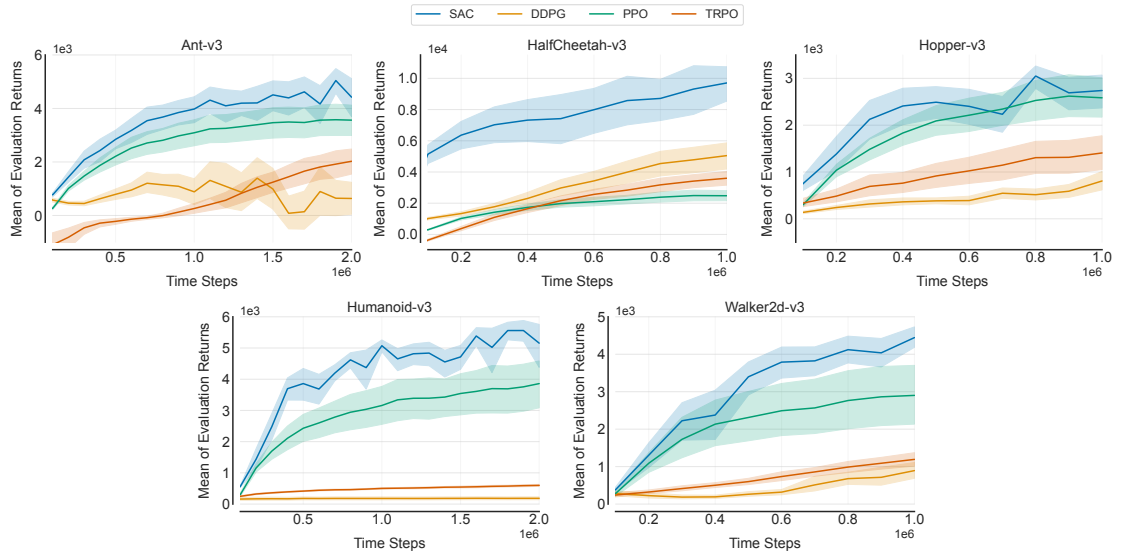 SAC DDPG PPO TRPO
Ant-v3
1e3
Mean of Evaluation Returns
6
4
2
0
0.5 1.0 1.5 2.0
1e6
Time Steps
HalfCheetah-v3
1e4
Mean of Evaluation Returns
1.0
0.8
0.6
0.4
0.2
0.0
0.2 0.4 0.6 0.8 1.0
1e6
Time Steps
Hopper-v3
1e3
Mean of Evaluation Returns
3
2
1
0
0.2 0.4 0.6 0.8 1.0
1e6
Time Steps
Humanoid-v3
1e3
Mean of Evaluation Returns
6
5
4
3
2
1
0
0.5 1.0 1.5 2.0
1e6
Time Steps
Walker2d-v3
1e3
Mean of Evaluation Returns
5
4
3
2
1
0
0.2 0.4 0.6 0.8 1.0
1e6
Time Steps